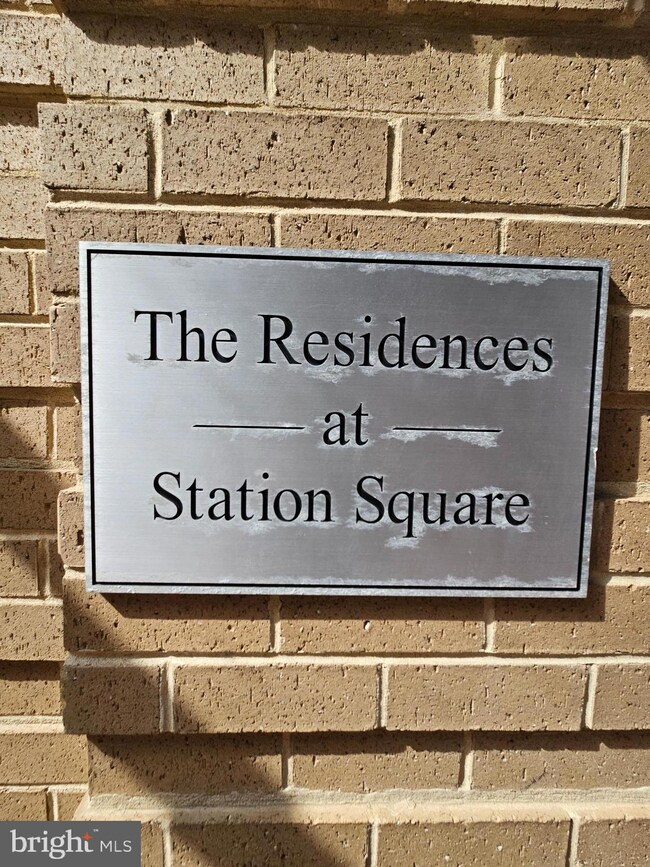 The Residences
at
Station Square
bright MLS